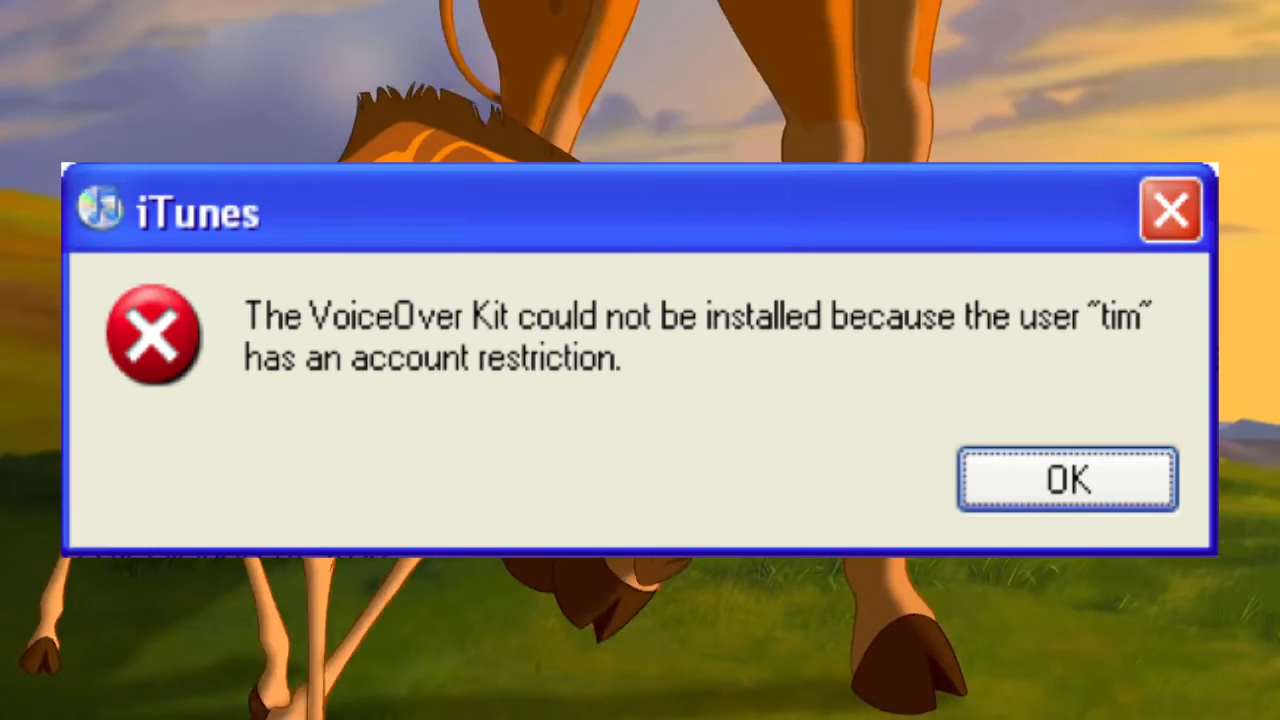 iTunes
The VoiceOver Kit could not be installed because the user "tim"
has an account restriction.
OK